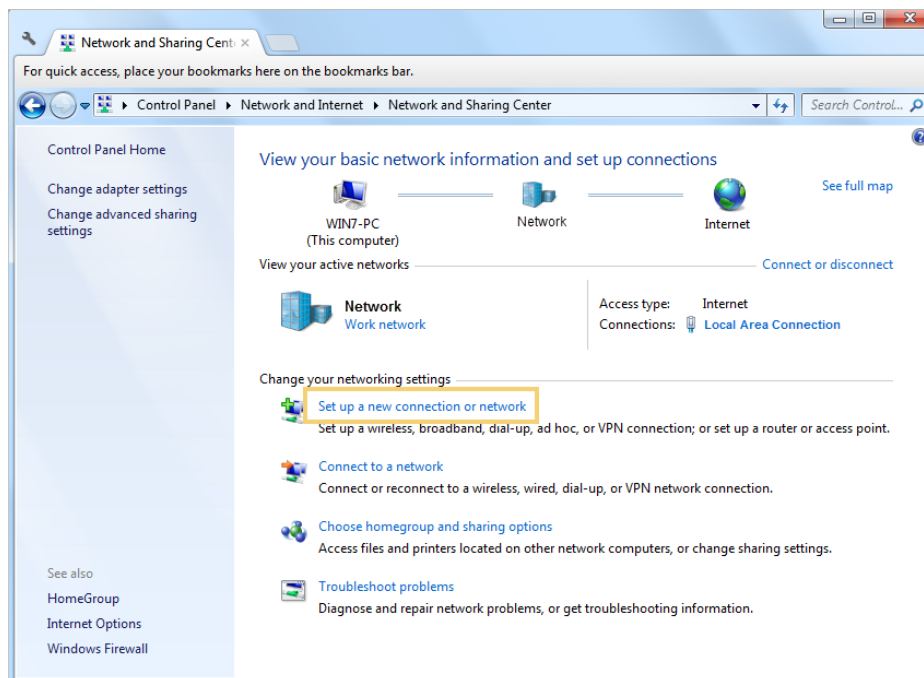 Network and Sharing Cent
For quick access, place your bookmarks here on the bookmarks bar.
Control Panel Network and Internet Network and Sharing Center
Search Control...
Control Panel Home
Change adapter settings
Change advanced sharing
settings
View your basic network information and set up connections
See full map
WIN7-PC
(This computer)
Network
Internet
View your active networks
Connect or disconnect
Network
Work network
Access type: Internet
Connections: Local Area Connection
Change your networking settings
Set up a new connection or network
Set up a wireless, broadband, dial-up, ad hoc, or VPN connection; or set up a router or access point.
Connect to a network
Connect or reconnect to a wireless, wired, dial-up, or VPN network connection.
Choose homegroup and sharing options
Access files and printers located on other network computers, or change sharing settings.
Troubleshoot problems
Diagnose and repair network problems, or get troubleshooting information.
See also
HomeGroup
Internet Options
Windows Firewall